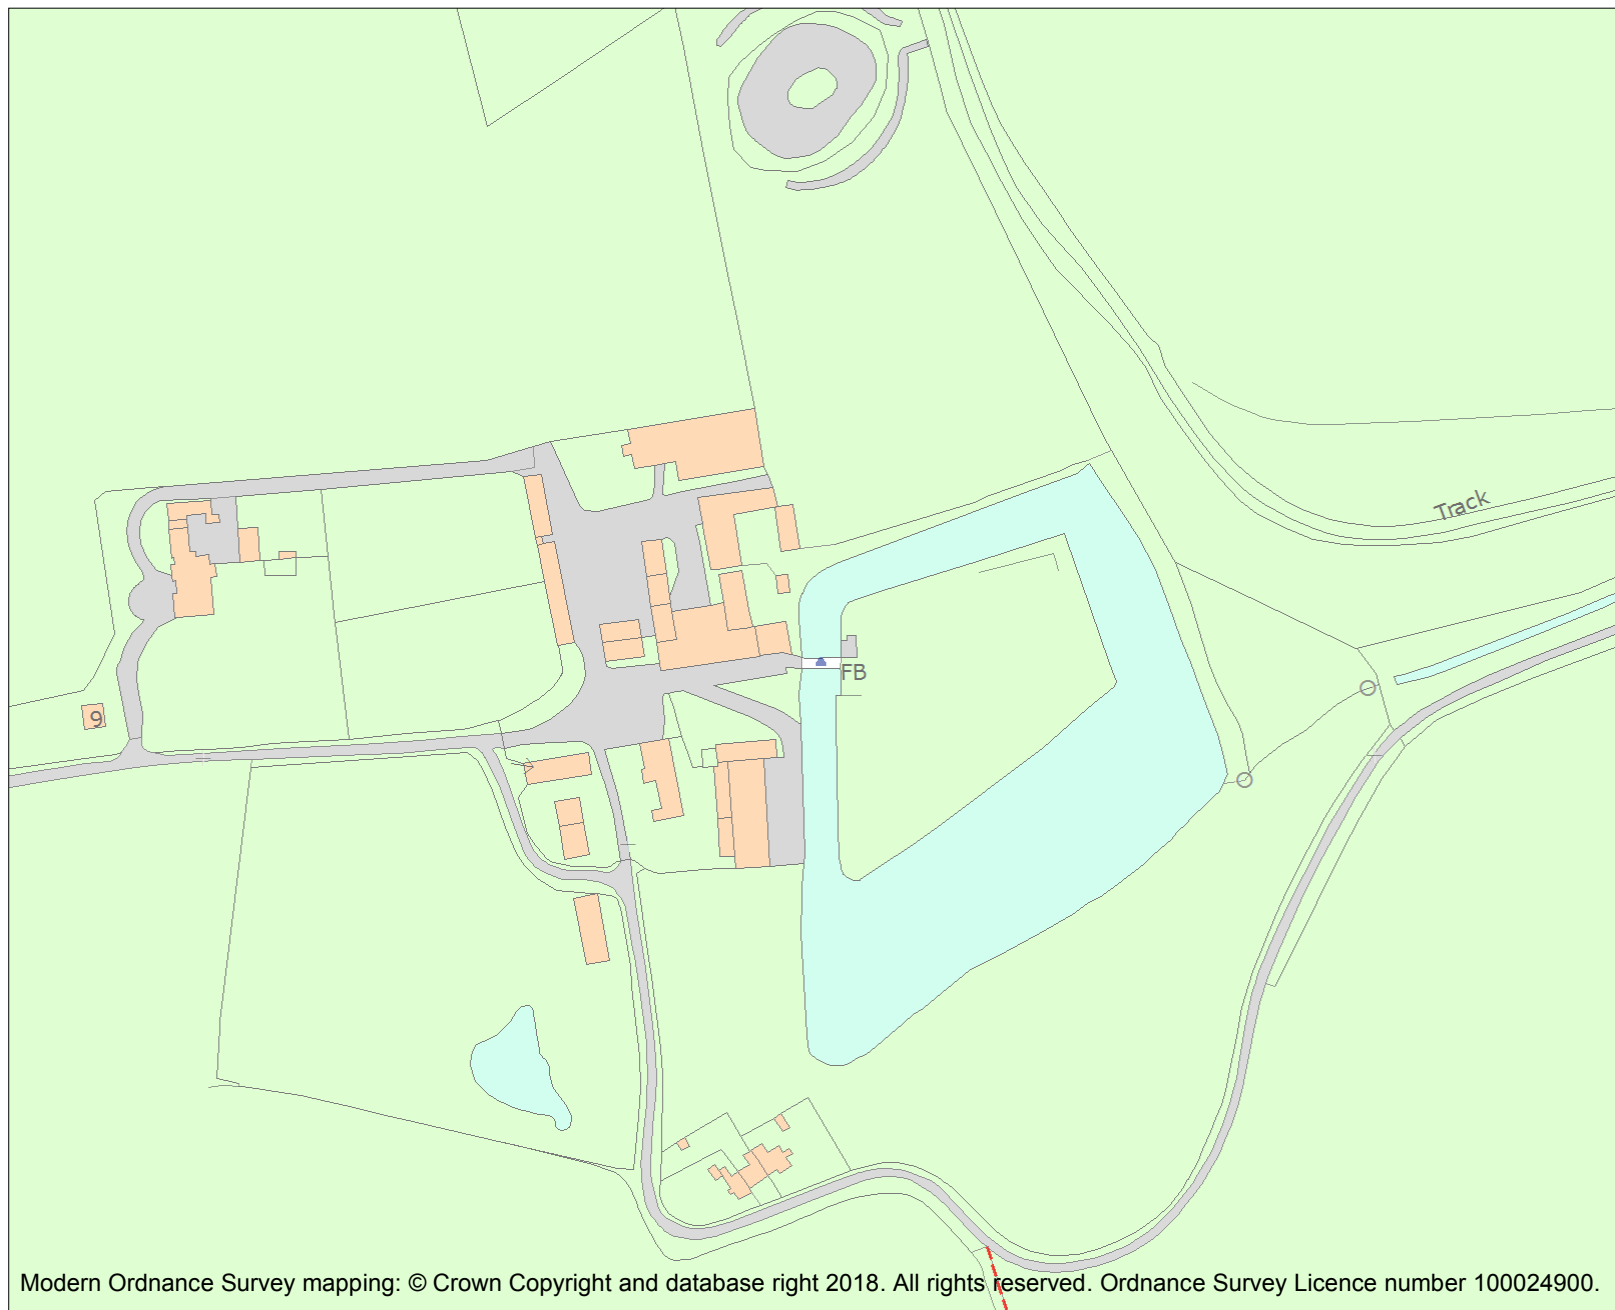 Track
FB
9
Modern Ordnance Survey mapping: © Crown Copyright and database right 2018. All rights reserved. Ordnance Survey Licence number 100024900.